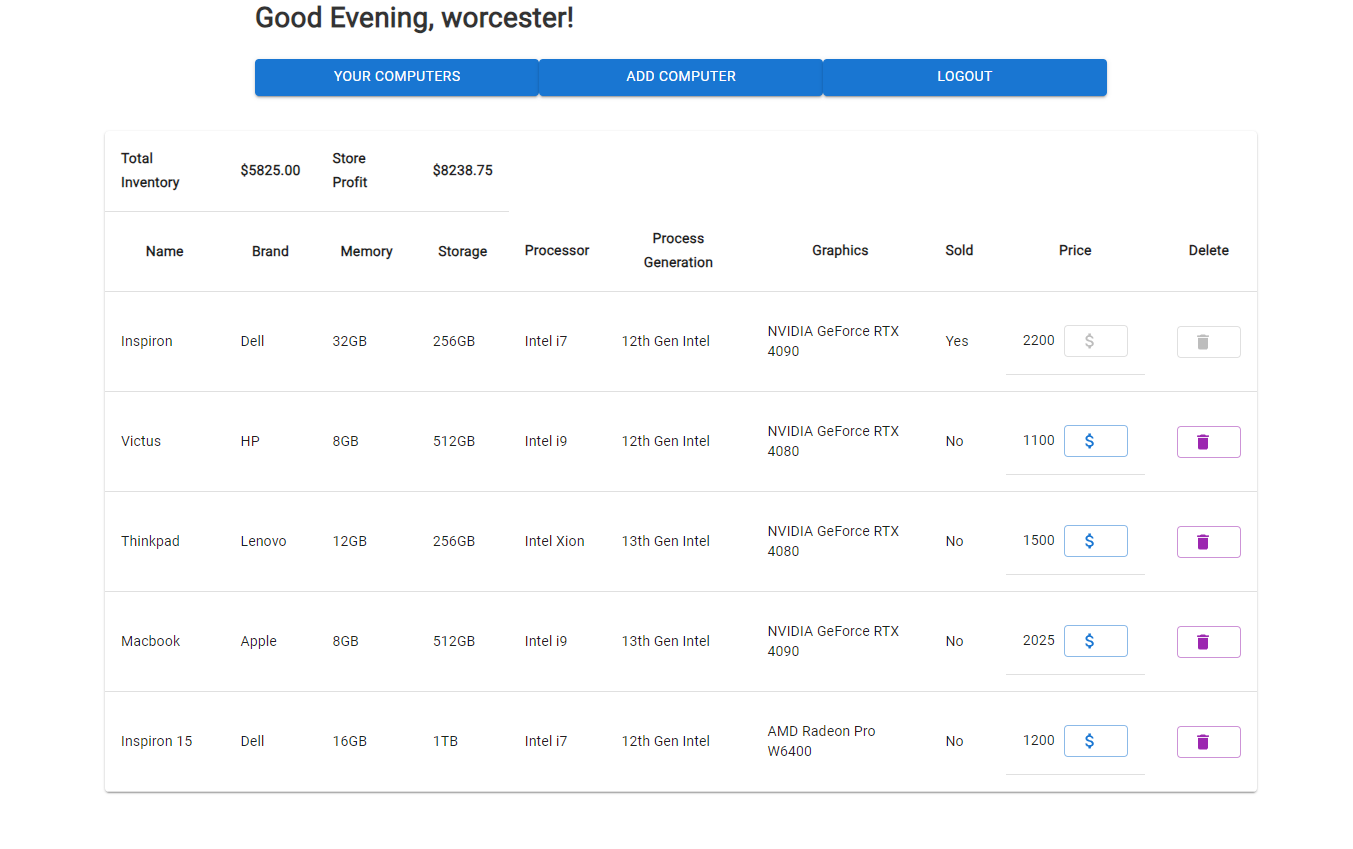 Good Evening, worcester!
YOUR COMPUTERS ADD COMPUTER LOGOUT
Total Inventory $5825.00 Store Profit $8238.75
Name Brand Memory Storage Processor Process Generation Graphics Sold Price Delete
Inspiron Dell 32GB 256GB Intel i7 12th Gen Intel NVIDIA GeForce RTX 4090 Yes 2200 $
Victus HP 8GB 512GB Intel i9 12th Gen Intel NVIDIA GeForce RTX 4080 No 1100 $
Thinkpad Lenovo 12GB 256GB Intel Xion 13th Gen Intel NVIDIA GeForce RTX 4080 No 1500 $
Macbook Apple 8GB 512GB Intel i9 13th Gen Intel NVIDIA GeForce RTX 4090 No 2025 $
Inspiron 15 Dell 16GB 1TB Intel i7 12th Gen Intel AMD Radeon Pro W6400 No 1200 $